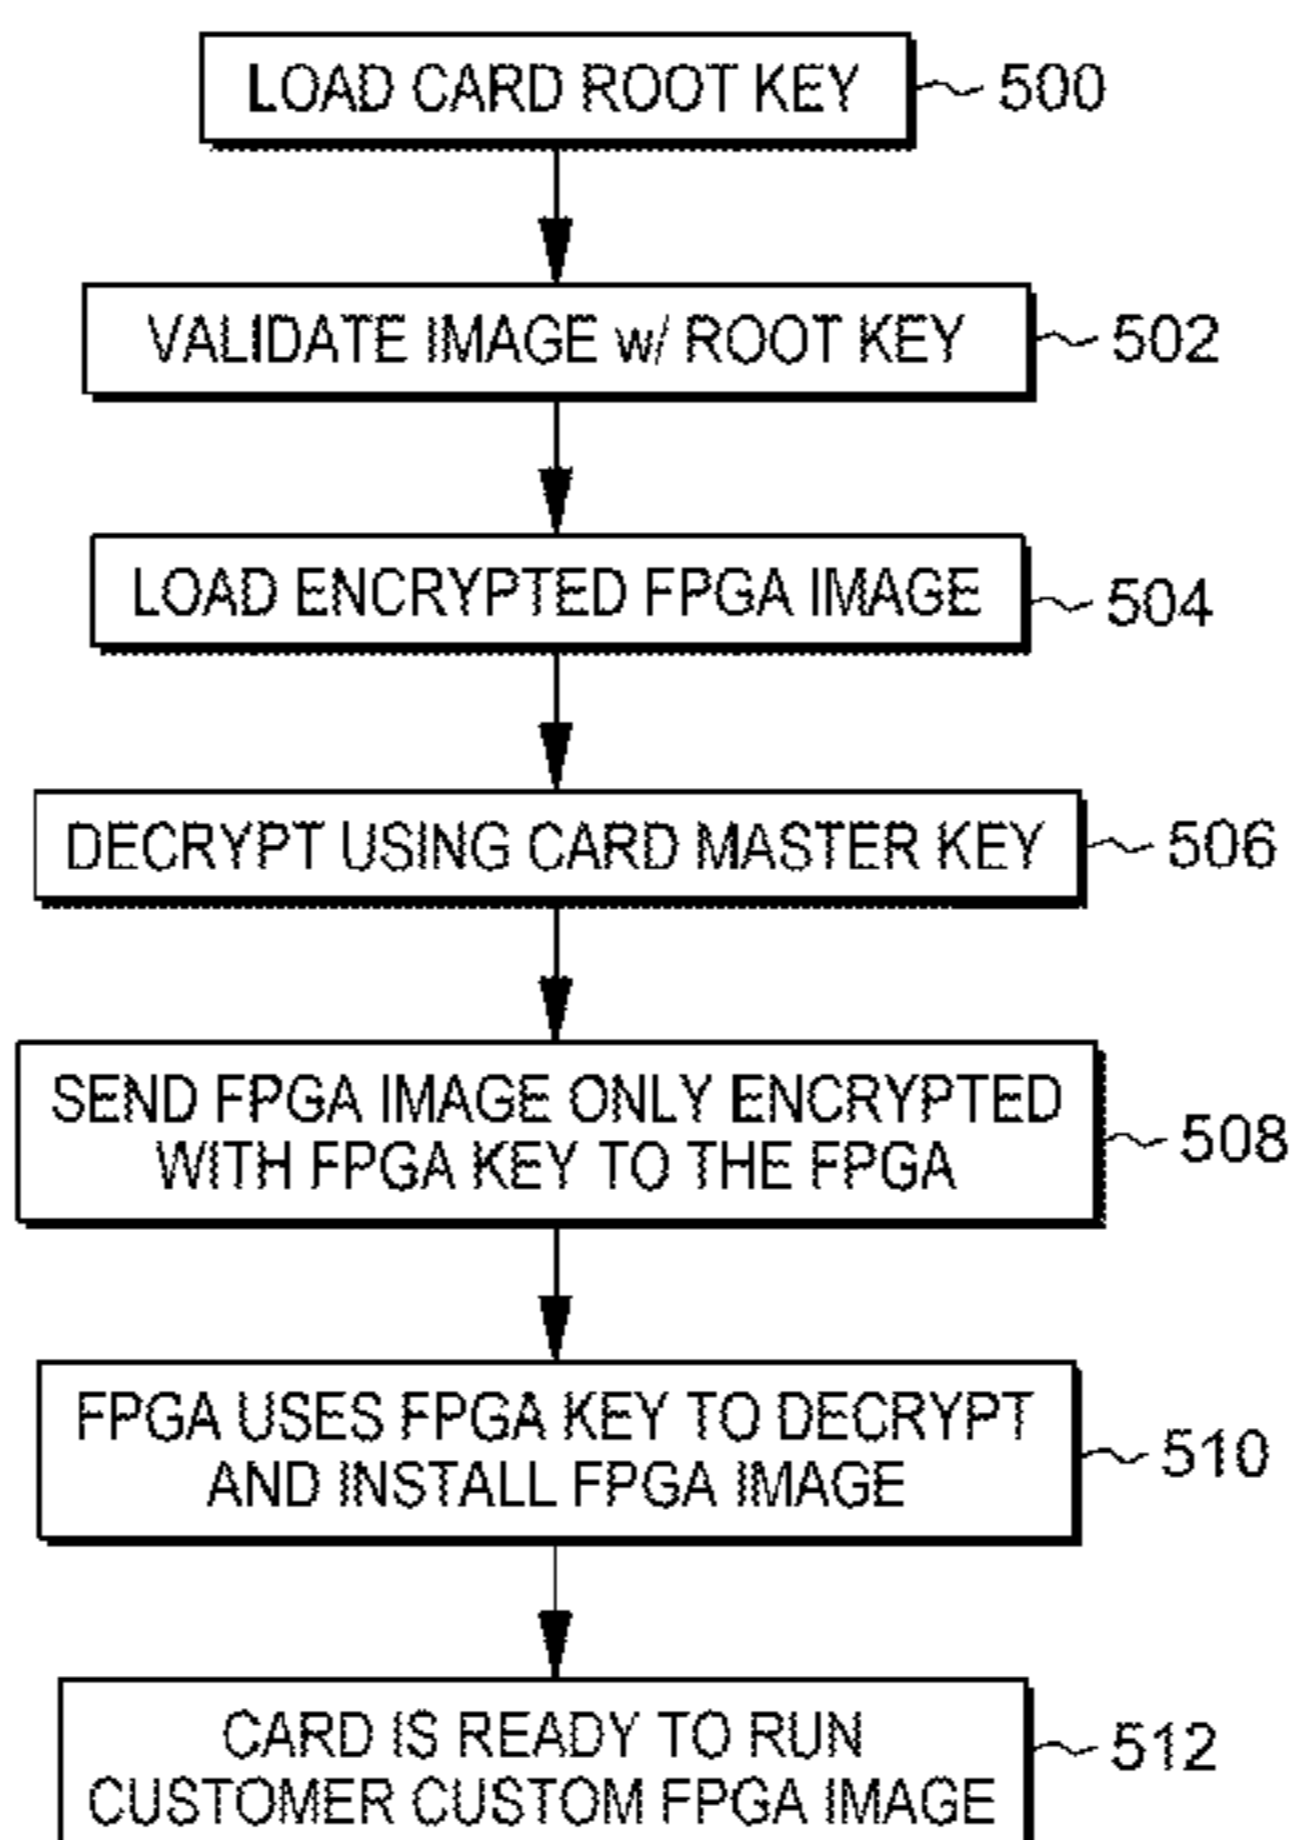 LOAD CARD ROOT KEY
500
VALIDATE IMAGE w/ ROOT KEY
502
LOAD ENCRYPTED FPGA IMAGE
504
DECRYPT USING CARD MASTER KEY
506
SEND FPGA IMAGE ONLY ENCRYPTED
WITH FPGA KEY TO THE FPGA
508
FPGA USES FPGA KEY TO DECRYPT
AND INSTALL FPGA IMAGE
510
CARD IS READY TO RUN
CUSTOMER CUSTOM FPGA IMAGE
512